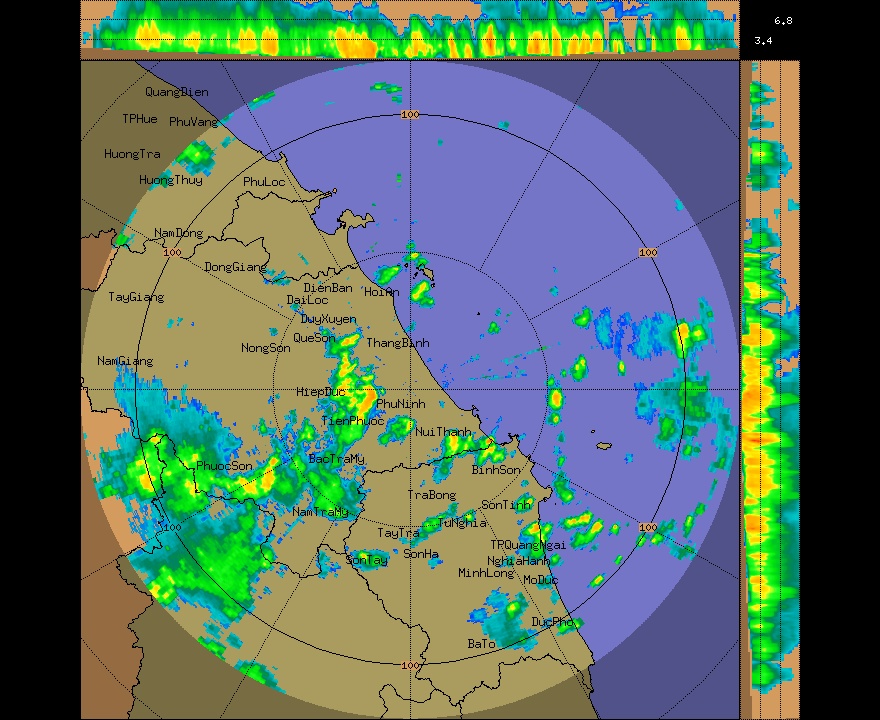 6.8
3.4
QuangDien
100
TPHue PhuVang
HuongTra
HuongThuy PhuLoc
NamDong
100 100
DongGiang
DienBan HoiAn
TayGiang DaiLoc
DuyXuyen
QueSon ThangBinh
NongSon
NamGiang
HiepDuc PhuNinh
TienPhuoc
NuiThanh
BacTraMy
PhuocSon BinhSon
TraBong
SonTinh
NamTraMy
100 TuNghia 100
TayTra
TPQuangNgai
SonHa
SonTay NghiaHanh
MinhLong
MoDuc
DucPho
BaTo
100